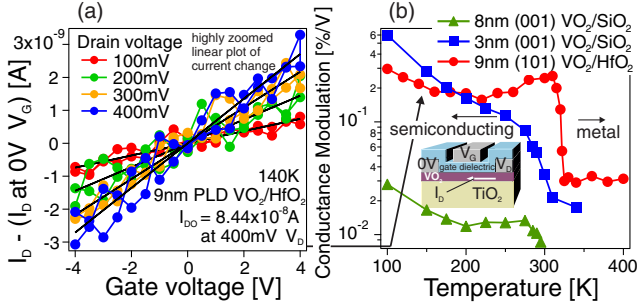 (a)
3x10⁻⁹
2
1
0
-1
-2
-3
I_D - (I_D at 0V V_G) [A]
Drain voltage
100mV
200mV
300mV
400mV
highly zoomed
linear plot of
current change
140K
9nm PLD VO₂/HfO₂
I_DO = 8.44x10⁻⁸A
at 400mV V_D
-4
-2
0
2
4
Gate voltage [V]
(b)
8nm (001) VO₂/SiO₂
3nm (001) VO₂/SiO₂
9nm (101) VO₂/HfO₂
Conductance Modulation [%/V]
8
6
4
2
10⁻¹
8
6
4
2
10⁻²
semiconducting
metal
0V
V_G
V_D
gate dielectric
VO₂
I_D
TiO₂
100
200
300
400
Temperature [K]